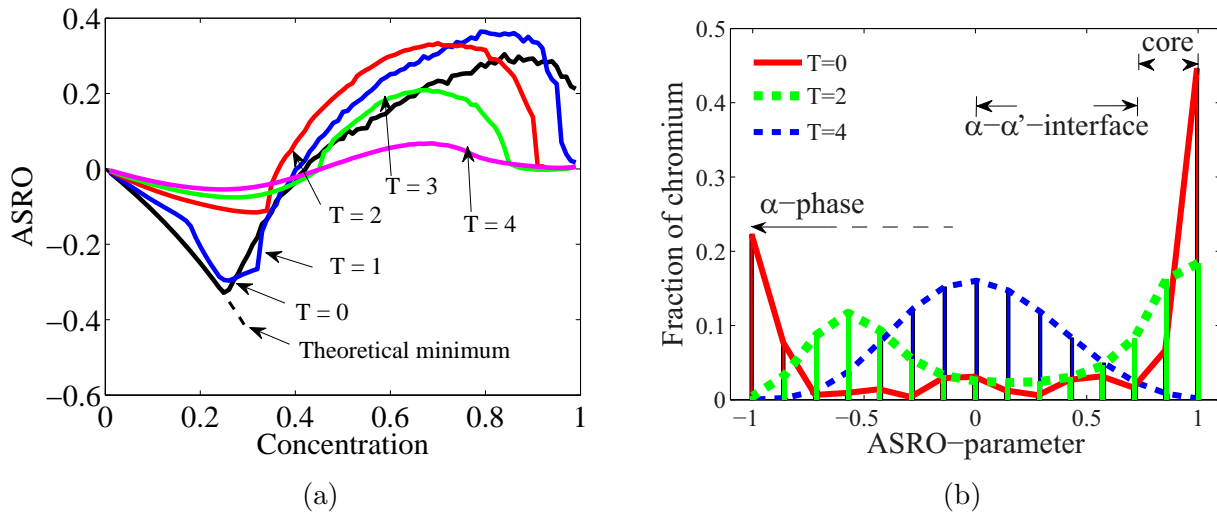 0.4
0.2
0
−0.2
−0.4
−0.6
ASRO
T = 3
T = 2
T = 4
T = 1
T = 0
Theoretical minimum
0
0.2
0.4
0.6
0.8
1
Concentration
(a)
0.5
0.4
0.3
0.2
0.1
0
Fraction of chromium
T=0
T=2
T=4
core
α−α'−interface
α−phase
−1
−0.5
0
0.5
1
ASRO−parameter
(b)